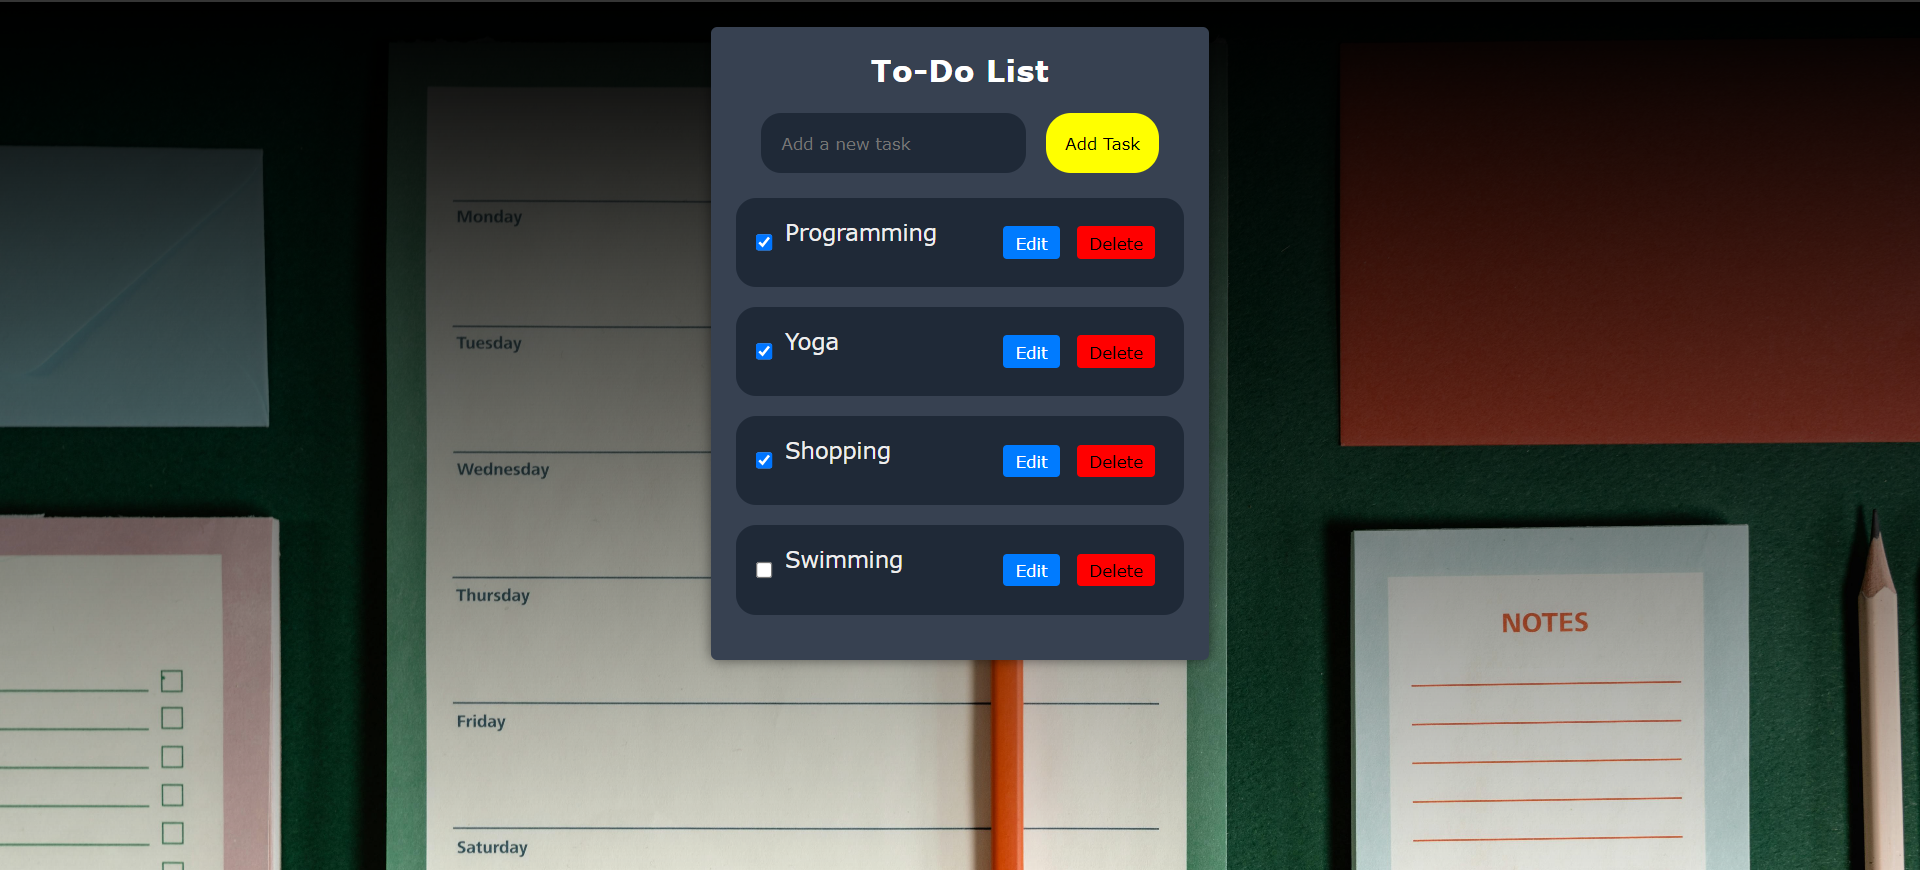 To-Do List
Add a new task
Add Task
Programming
Edit
Delete
Yoga
Edit
Delete
Shopping
Edit
Delete
Swimming
Edit
Delete
Monday
Tuesday
Wednesday
Thursday
Friday
Saturday
NOTES